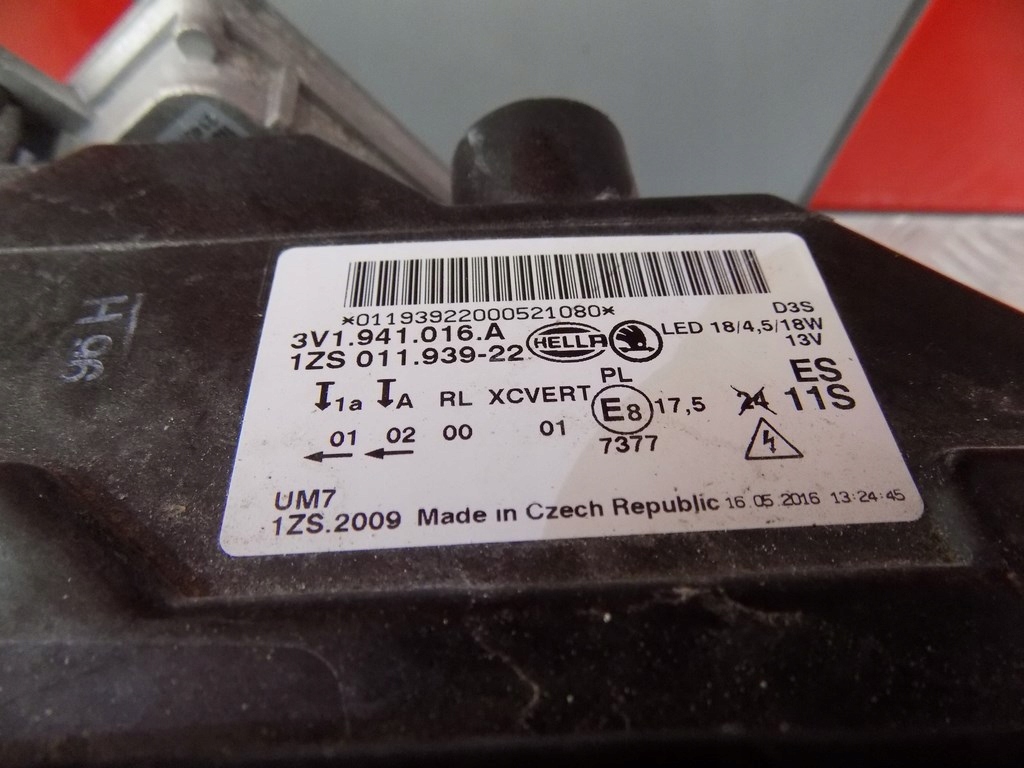 *01193922000521080*
3V1.941.016.A
1ZS 011.939-22
HELLA
D3S
LED 18/4,5/18W
13V
1a A RL XCVERT PL
E8 17,5 24 ES
11S
01 02 00 01 7377
UM7
1ZS.2009 Made in Czech Republic 16.05.2016 13:24:45
H
96